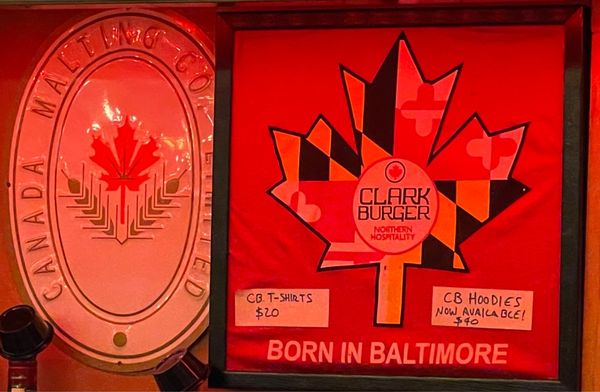 CANADA MALTING CO. LIMITED
CLARK
BURGER
NORTHERN
HOSPITALITY
CB T-SHIRTS
$20
CB HOODIES
NOW AVAILABLE!
$40
BORN IN BALTIMORE